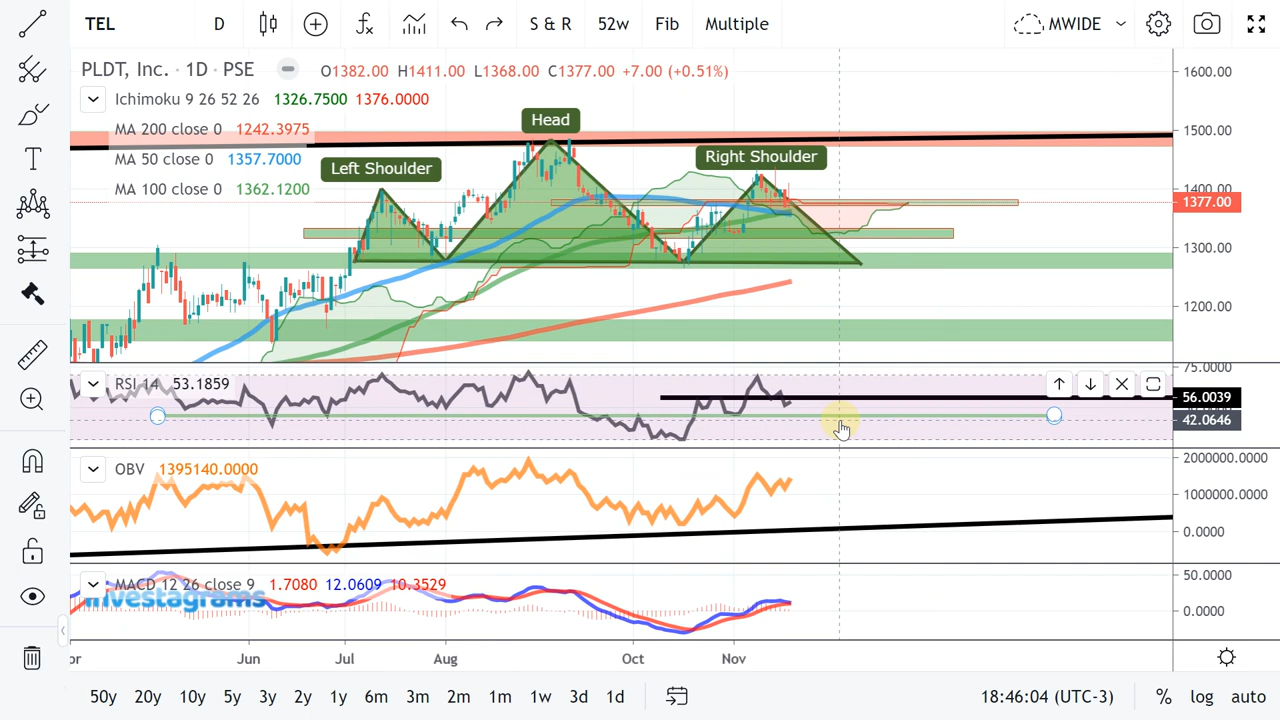 TEL D S & R 52w Fib Multiple MWIDE
PLDT, Inc. · 1D · PSE O1382.00 H1411.00 L1368.00 C1377.00 +7.00 (+0.51%)
Ichimoku 9 26 52 26 1326.7500 1376.0000
MA 200 close 0 1242.3975
MA 50 close 0 1357.7000
MA 100 close 0 1362.1200
Left Shoulder
Head
Right Shoulder
1600.00
1500.00
1400.00
1377.00
1300.00
1200.00
RSI 14 53.1859
75.0000
56.0039
42.0646
OBV 1395140.0000
2000000.0000
1000000.0000
0.0000
MACD 12 26 close 9 1.7080 12.0609 10.3529
investagrams
50.0000
0.0000
or Jun Jul Aug Oct Nov
50y 20y 10y 5y 3y 2y 1y 6m 3m 2m 1m 1w 3d 1d 18:46:04 (UTC-3) % log auto